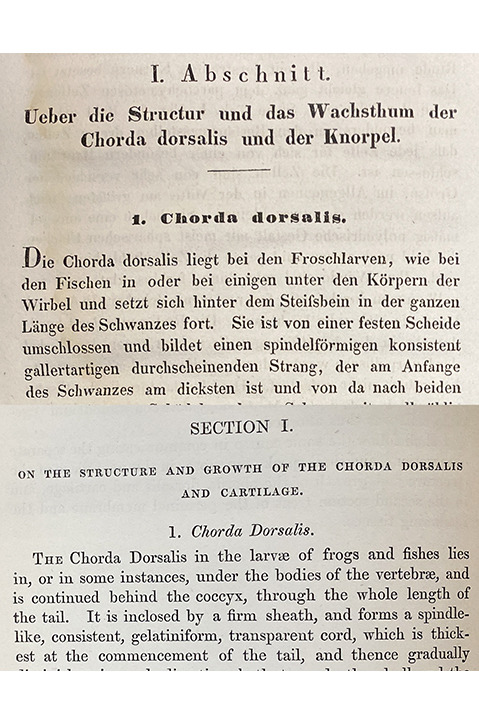 I. Abschnitt.
Ueber die Structur und das Wachsthum der
Chorda dorsalis und der Knorpel.
1. Chorda dorsalis.
Die Chorda dorsalis liegt bei den Froschlarven, wie bei
den Fischen in oder bei einigen unter den Körpern der
Wirbel und setzt sich hinter dem Steifsbein in der ganzen
Länge des Schwanzes fort. Sie ist von einer festen Scheide
umschlossen und bildet einen spindelförmigen konsistent
gallertartigen durchscheinenden Strang, der am Anfange
des Schwanzes am dicksten ist und von da nach beiden
SECTION I.
ON THE STRUCTURE AND GROWTH OF THE CHORDA DORSALIS
AND CARTILAGE.
1. Chorda Dorsalis.
THE Chorda Dorsalis in the larvæ of frogs and fishes lies
in, or in some instances, under the bodies of the vertebræ, and
is continued behind the coccyx, through the whole length of
the tail. It is inclosed by a firm sheath, and forms a spindle-
like, consistent, gelatiniform, transparent cord, which is thick-
est at the commencement of the tail, and thence gradually